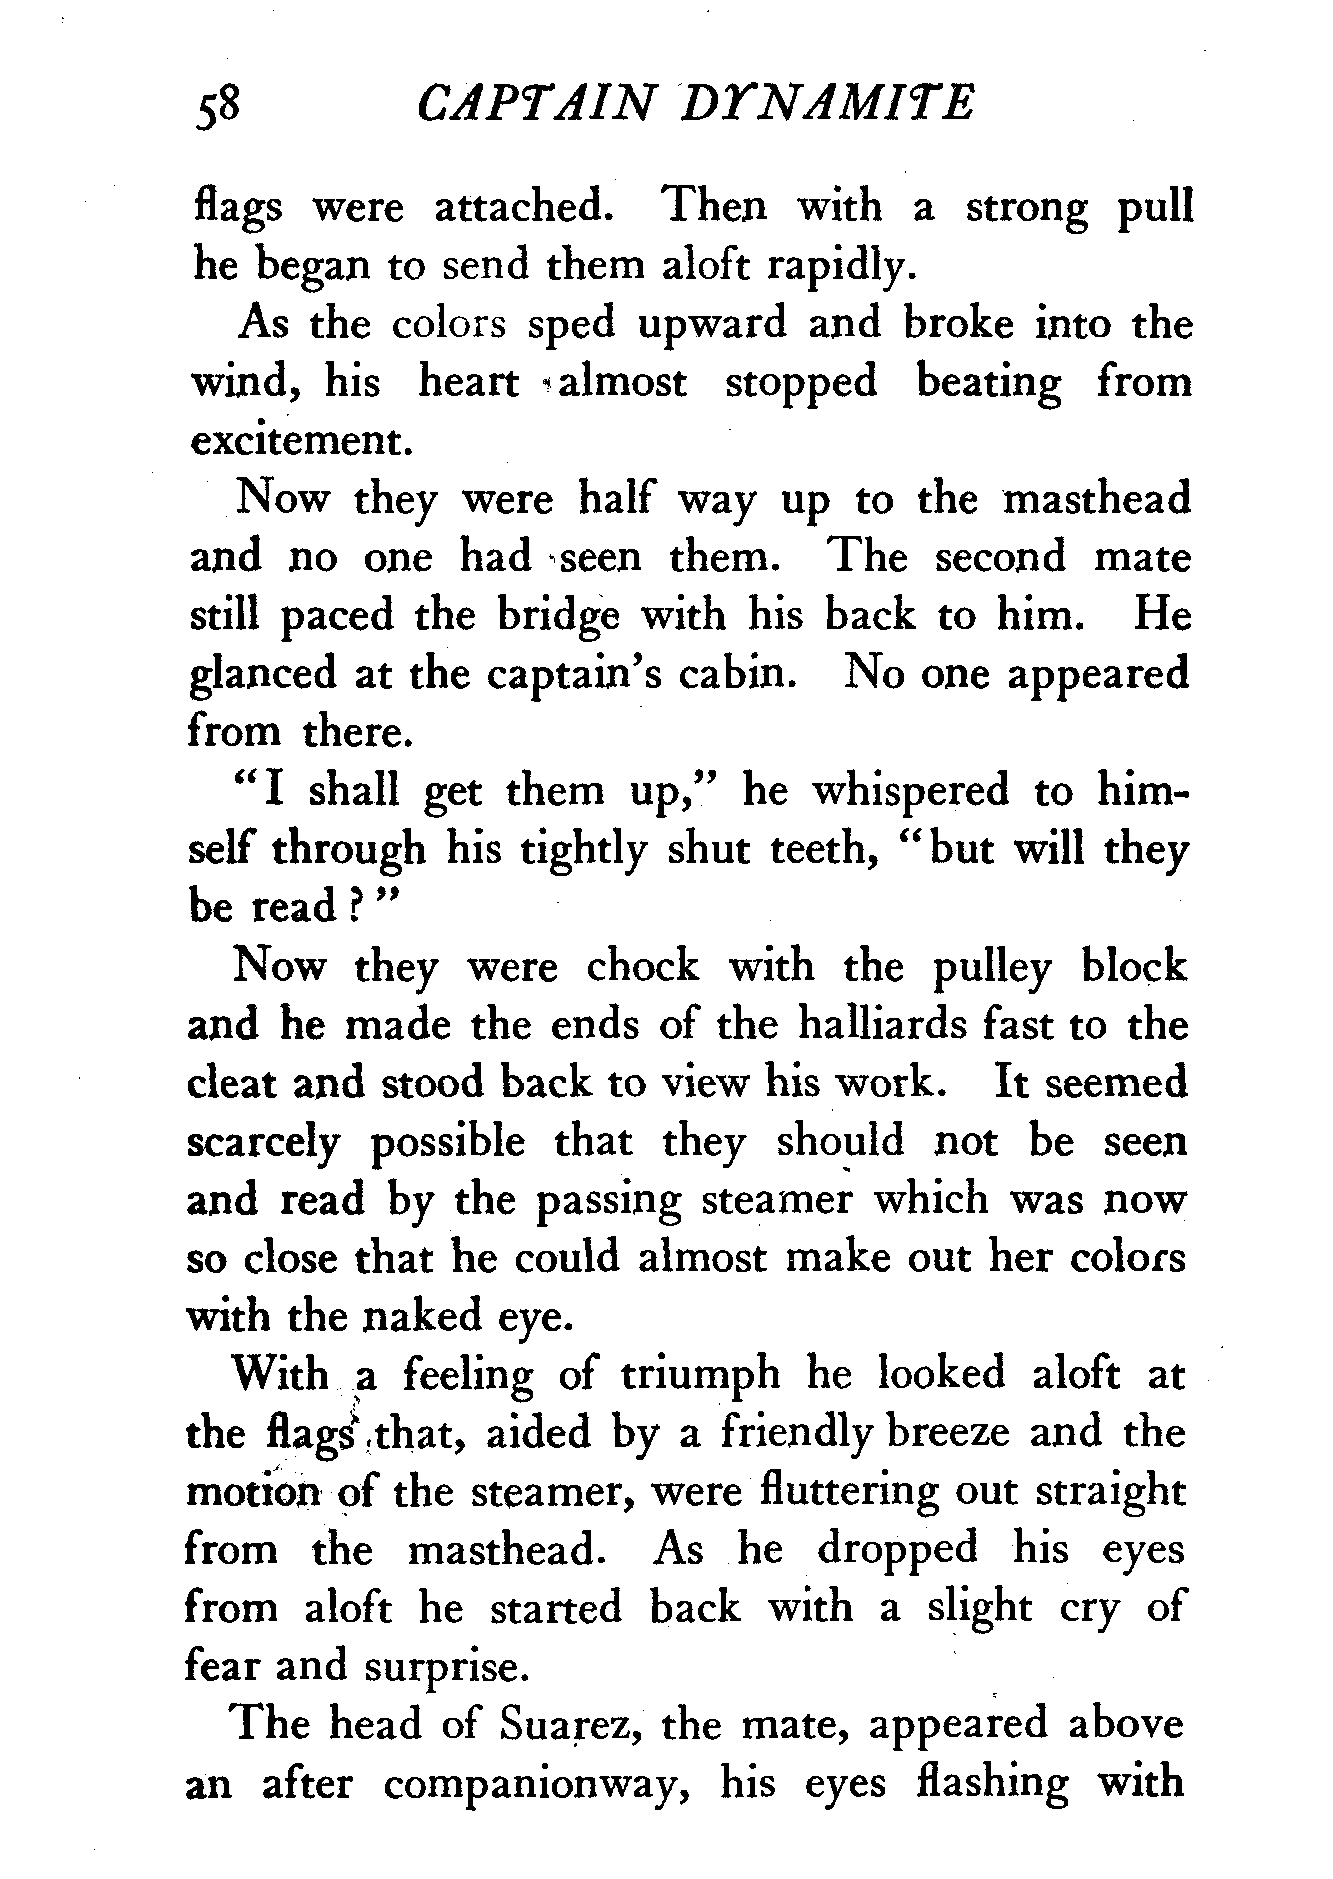 58 CAPTAIN DYNAMITE
flags were attached. Then with a strong pull
he began to send them aloft rapidly.
As the colors sped upward and broke into the
wind, his heart almost stopped beating from
excitement.
Now they were half way up to the masthead
and no one had seen them. The second mate
still paced the bridge with his back to him. He
glanced at the captain's cabin. No one appeared
from there.
"I shall get them up," he whispered to him-
self through his tightly shut teeth, "but will they
be read?"
Now they were chock with the pulley block
and he made the ends of the halliards fast to the
cleat and stood back to view his work. It seemed
scarcely possible that they should not be seen
and read by the passing steamer which was now
so close that he could almost make out her colors
with the naked eye.
With a feeling of triumph he looked aloft at
the flags that, aided by a friendly breeze and the
motion of the steamer, were fluttering out straight
from the masthead. As he dropped his eyes
from aloft he started back with a slight cry of
fear and surprise.
The head of Suarez, the mate, appeared above
an after companionway, his eyes flashing with